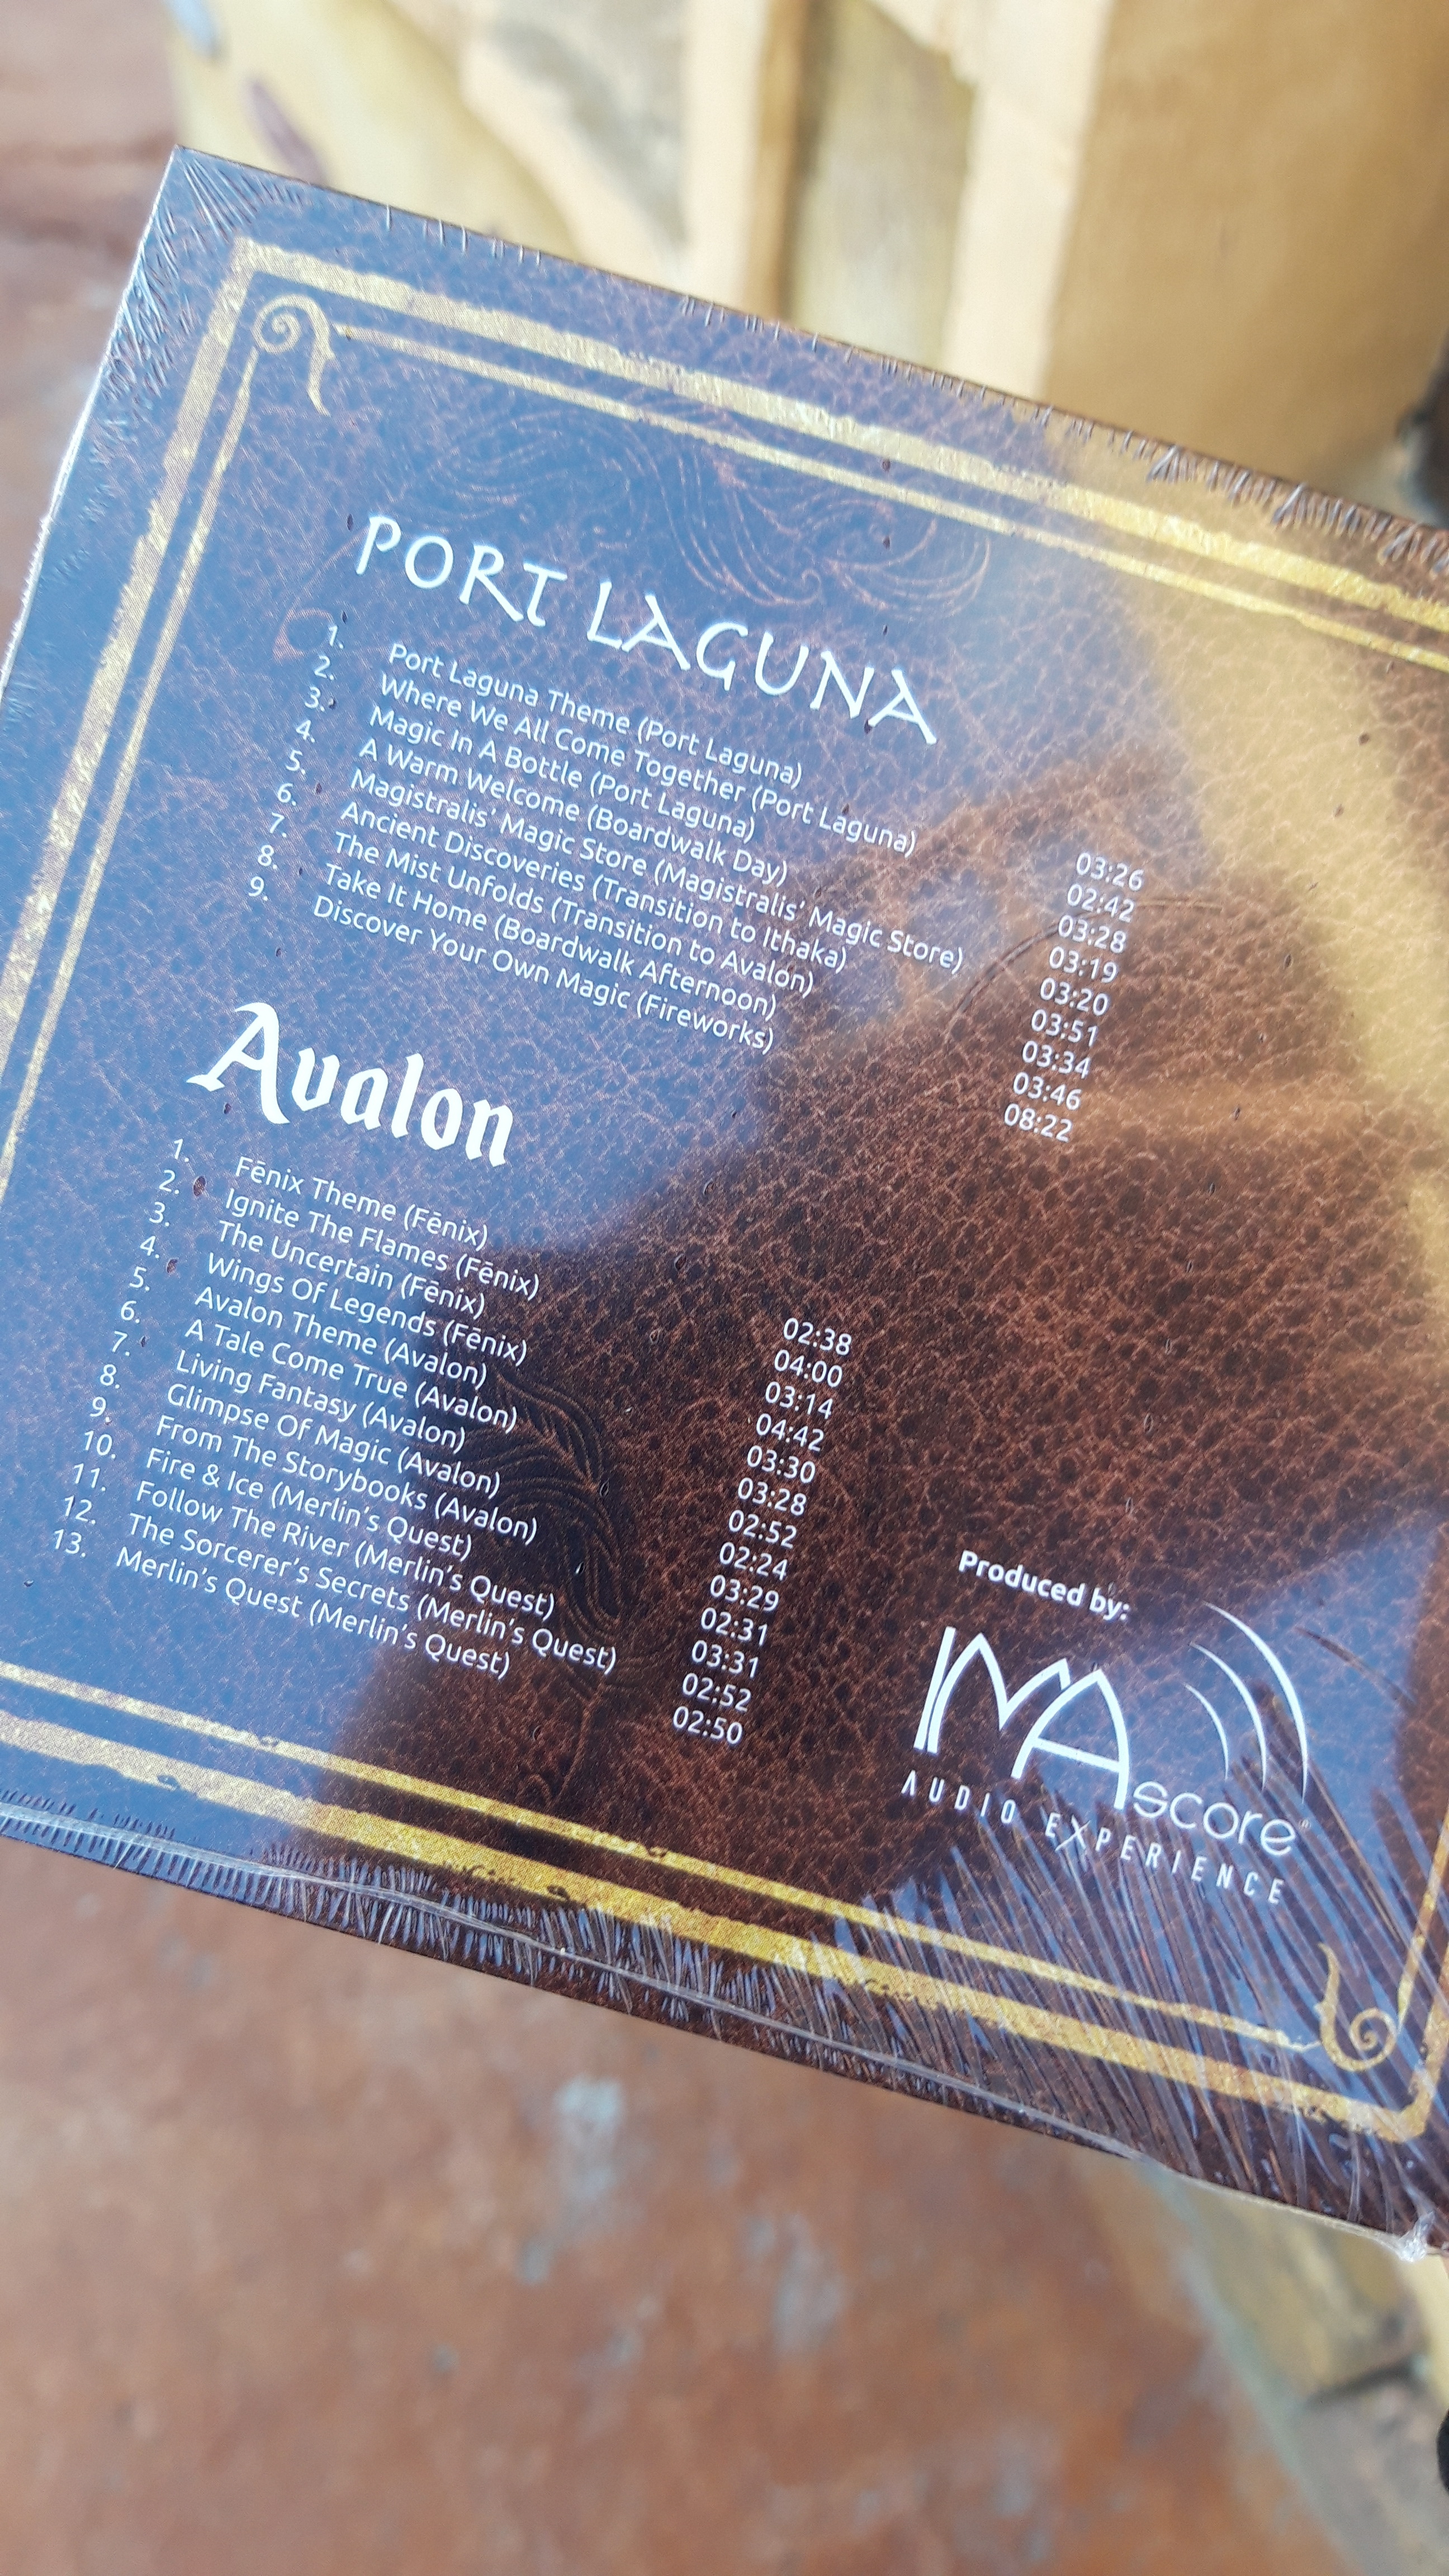 PORT LAGUNA
1. Port Laguna Theme (Port Laguna) 03:26
2. Where We All Come Together (Port Laguna) 02:42
3. Magic In A Bottle (Port Laguna) 03:28
4. A Warm Welcome (Boardwalk Day) 03:19
5. Magistralis' Magic Store (Magistralis' Magic Store) 03:20
6. Ancient Discoveries (Transition to Ithaka) 03:51
7. The Mist Unfolds (Transition to Avalon) 03:34
8. Take It Home (Boardwalk Afternoon) 03:46
9. Discover Your Own Magic (Fireworks) 08:22
Avalon
1. Fēnix Theme (Fēnix) 02:38
2. Ignite The Flames (Fēnix) 04:00
3. The Uncertain (Fēnix) 03:14
4. Wings Of Legends (Fēnix) 04:42
5. Avalon Theme (Avalon) 03:30
6. A Tale Come True (Avalon) 03:28
7. Living Fantasy (Avalon) 02:52
8. Glimpse Of Magic (Avalon) 02:24
9. From The Storybooks (Avalon) 03:29
10. Fire & Ice (Merlin's Quest) 02:31
11. Follow The River (Merlin's Quest) 03:31
12. The Sorcerer's Secrets (Merlin's Quest) 02:52
13. Merlin's Quest (Merlin's Quest) 02:50
Produced by:
IMAscore
AUDIO EXPERIENCE